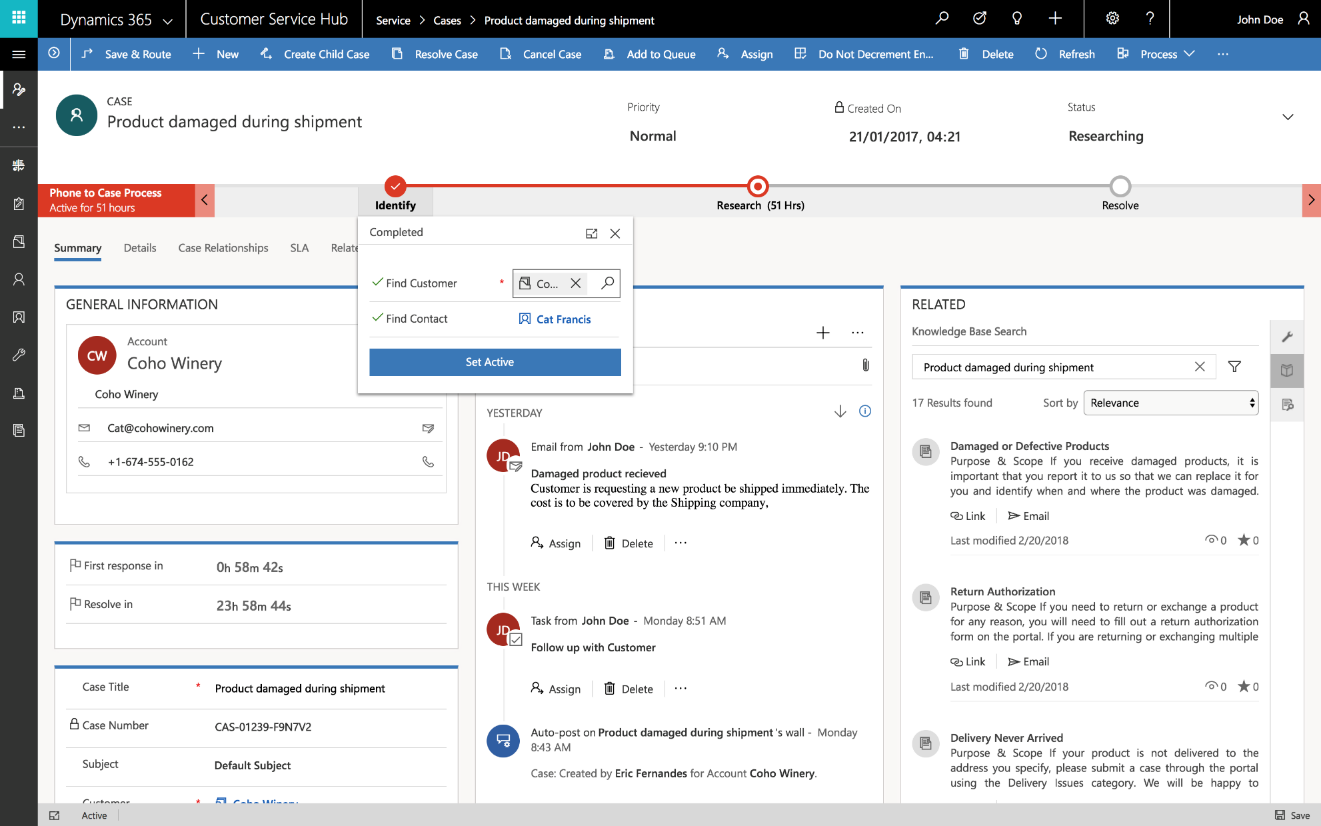 Dynamics 365
Customer Service Hub
Service > Cases > Product damaged during shipment
John Doe
Save & Route
New
Create Child Case
Resolve Case
Cancel Case
Add to Queue
Assign
Do Not Decrement En...
Delete
Refresh
Process
...
CASE
Product damaged during shipment
Priority
Normal
Created On
21/01/2017, 04:21
Status
Researching
Phone to Case Process
Active for 51 hours
Identify
Research (51 Hrs)
Resolve
Summary
Details
Case Relationships
SLA
Relate
Completed
Find Customer
*
Co...
Find Contact
Cat Francis
Set Active
GENERAL INFORMATION
CW
Account
Coho Winery
Coho Winery
Cat@cohowinery.com
+1-674-555-0162
First response in
0h 58m 42s
Resolve in
23h 58m 44s
Case Title
*
Product damaged during shipment
Case Number
CAS-01239-F9N7V2
Subject
Default Subject
Customer
*
Coho Winery
YESTERDAY
JD
Email from John Doe - Yesterday 9:10 PM
Damaged product recieved
Customer is requesting a new product be shipped immediately. The
cost is to be covered by the Shipping company,
Assign
Delete
...
THIS WEEK
JD
Task from John Doe - Monday 8:51 AM
Follow up with Customer
Assign
Delete
...
Auto-post on Product damaged during shipment 's wall - Monday
8:43 AM
Case: Created by Eric Fernandes for Account Coho Winery.
RELATED
Knowledge Base Search
Product damaged during shipment
17 Results found
Sort by
Relevance
Damaged or Defective Products
Purpose & Scope If you receive damaged products, it is
important that you report it to us so that we can replace it for
you and identify when and where the product was damaged.
Link
Email
Last modified 2/20/2018
0
0
Return Authorization
Purpose & Scope If you need to return or exchange a product
for any reason, you will need to fill out a return authorization
form on the portal. If you are returning or exchanging multiple
Link
Email
Last modified 2/20/2018
0
0
Delivery Never Arrived
Purpose & Scope If your product is not delivered to the
address you specify, please submit a case through the portal
using the Delivery Issues category. We will be happy to
Active
Save